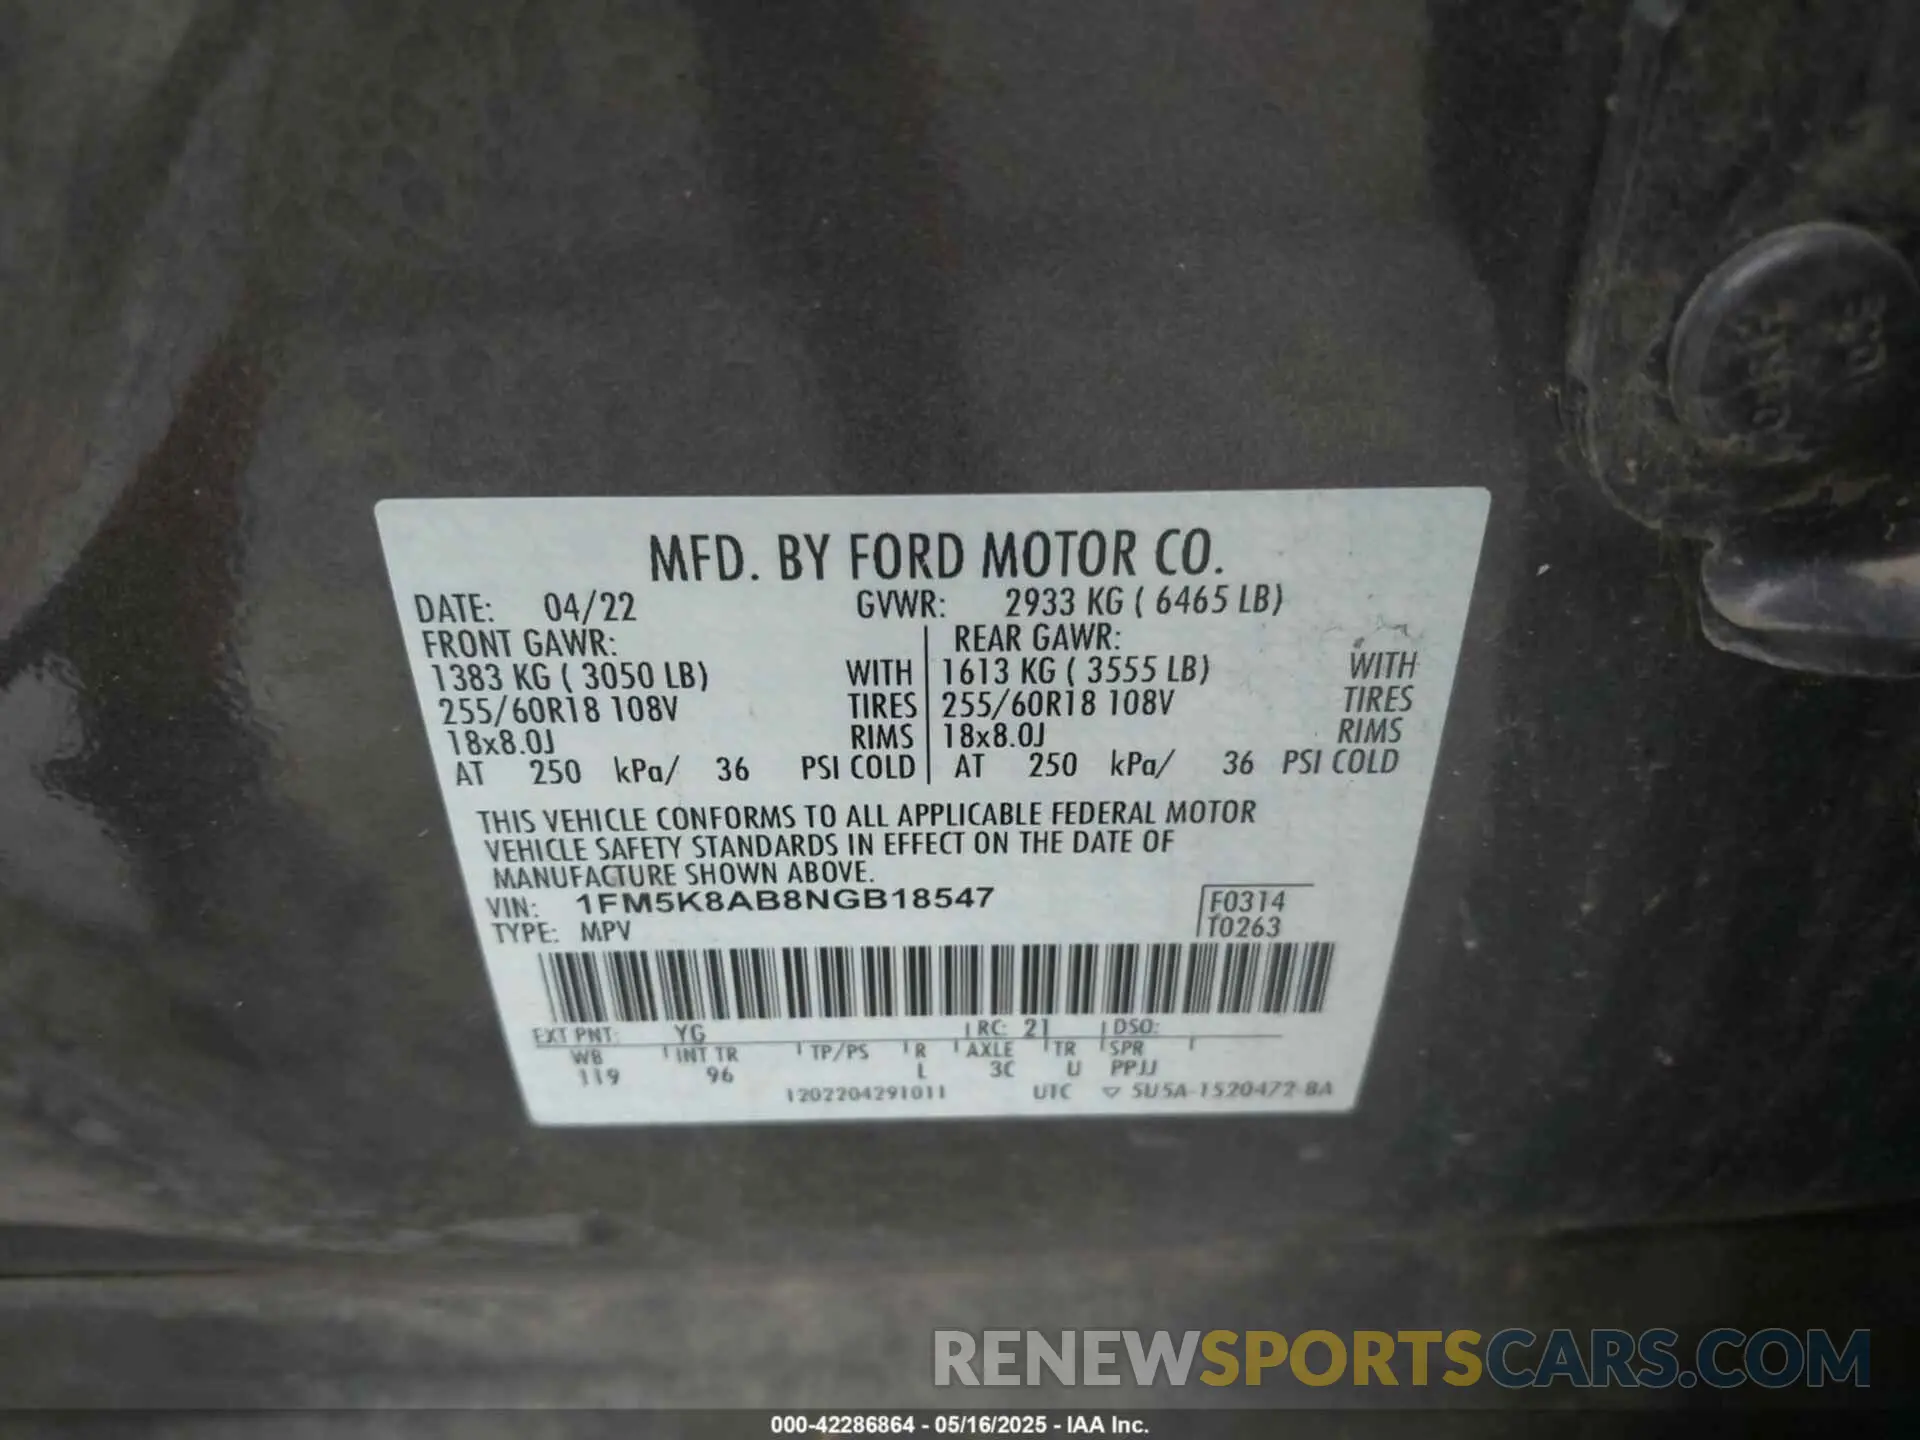 MFD. BY FORD MOTOR CO.
DATE: 04/22 GVWR: 2933 KG ( 6465 LB)
FRONT GAWR: REAR GAWR:
1383 KG ( 3050 LB) WITH 1613 KG ( 3555 LB) WITH
255/60R18 108V TIRES 255/60R18 108V TIRES
18x8.0J RIMS 18x8.0J RIMS
AT 250 kPa/ 36 PSI COLD AT 250 kPa/ 36 PSI COLD
THIS VEHICLE CONFORMS TO ALL APPLICABLE FEDERAL MOTOR
VEHICLE SAFETY STANDARDS IN EFFECT ON THE DATE OF
MANUFACTURE SHOWN ABOVE.
VIN: 1FM5K8AB8NGB18547 F0314
TYPE: MPV T0263
EXT PNT: YG RC: 21 DSO:
WB INT TR TP/PS R AXLE TR SPR
119 96 L 3C U PPJJ
1202204291011 UTC ▽ 5U5A-1520472-BA
RENEWSPORTSCARS.COM
000-42286864 - 05/16/2025 - IAA Inc.